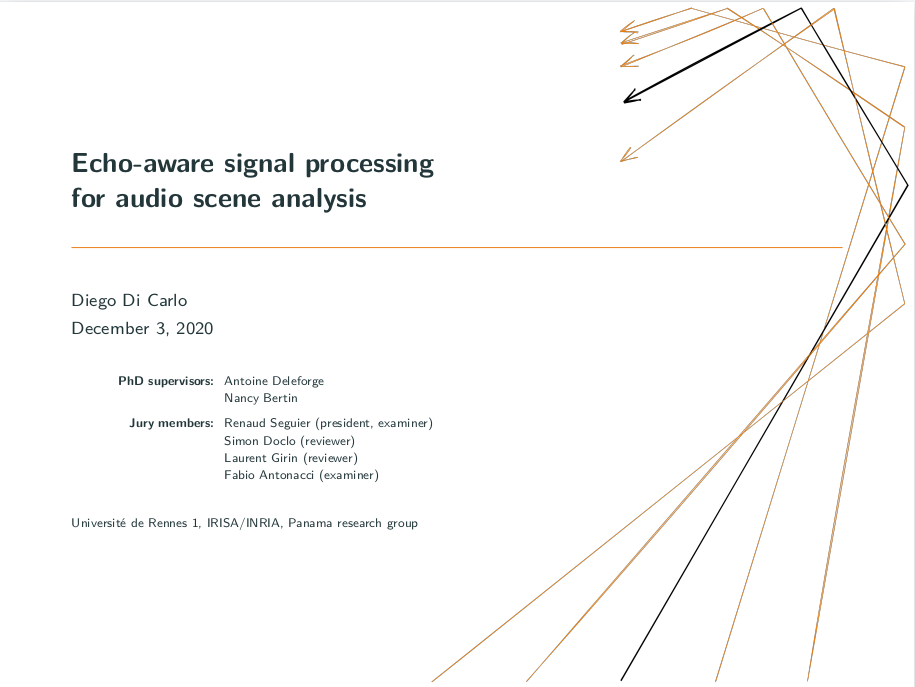 Echo-aware signal processing
for audio scene analysis
Diego Di Carlo
December 3, 2020
PhD supervisors: Antoine Deleforge
Nancy Bertin
Jury members: Renaud Seguier (president, examiner)
Simon Doclo (reviewer)
Laurent Girin (reviewer)
Fabio Antonacci (examiner)
Université de Rennes 1, IRISA/INRIA, Panama research group